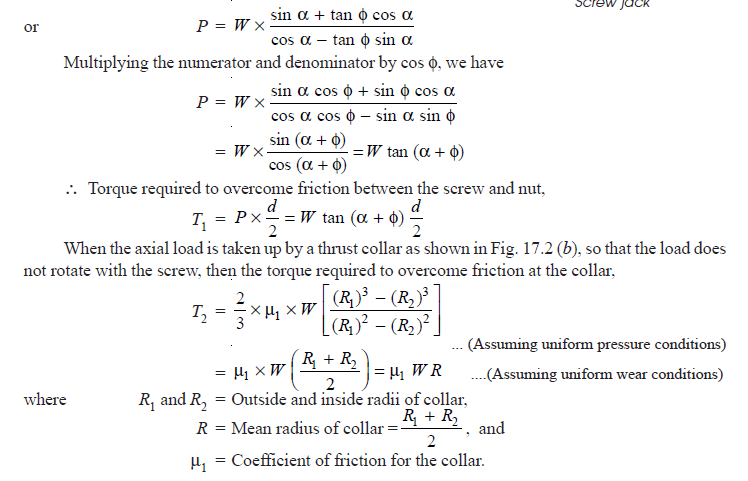 Screw jack
or P = W × (sin α + tan φ cos α) / (cos α − tan φ sin α)
Multiplying the numerator and denominator by cos φ, we have
P = W × (sin α cos φ + sin φ cos α) / (cos α cos φ − sin α sin φ)
= W × sin (α + φ) / cos (α + φ) = W tan (α + φ)
∴ Torque required to overcome friction between the screw and nut,
T₁ = P × d/2 = W tan (α + φ) d/2
When the axial load is taken up by a thrust collar as shown in Fig. 17.2 (b), so that the load does
not rotate with the screw, then the torque required to overcome friction at the collar,
T₂ = 2/3 × μ₁ × W [ ((R₁)³ − (R₂)³) / ((R₁)² − (R₂)²) ]
... (Assuming uniform pressure conditions)
= μ₁ × W ( (R₁ + R₂) / 2 ) = μ₁ W R ....(Assuming uniform wear conditions)
where R₁ and R₂ = Outside and inside radii of collar,
R = Mean radius of collar = (R₁ + R₂) / 2 , and
μ₁ = Coefficient of friction for the collar.